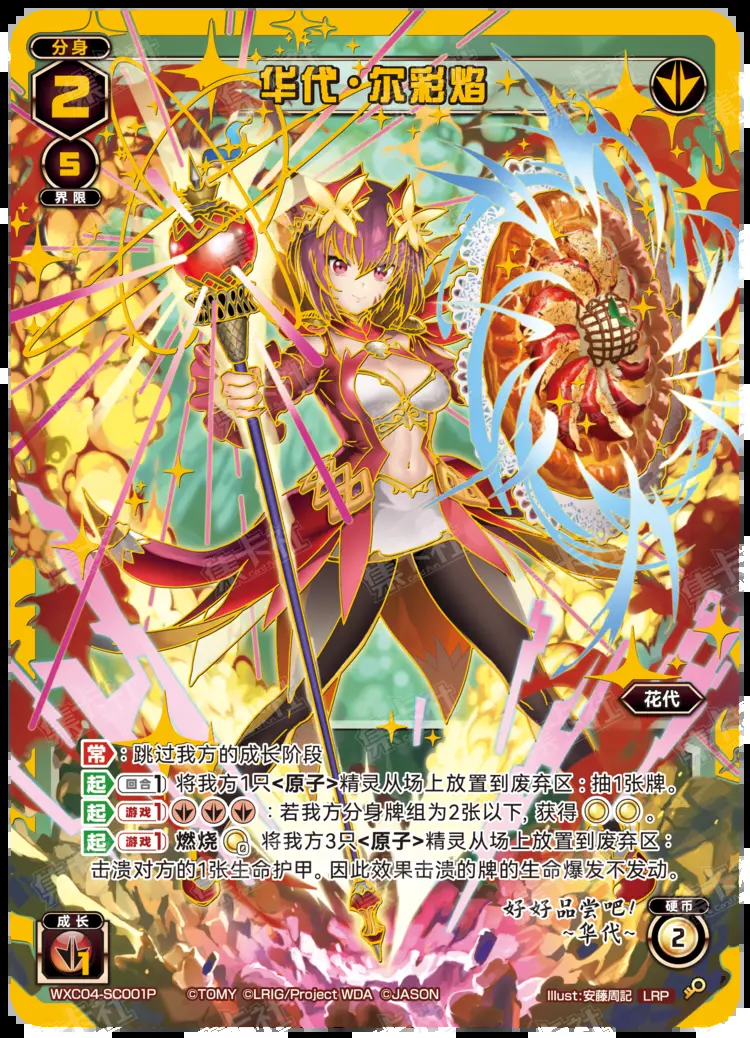 分身
华代·尔彩焰
2
5
界限
花代
常：跳过我方的成长阶段
起 回合1 将我方1只<原子>精灵从场上放置到废弃区：抽1张牌。
起 游戏1 ：若我方分身牌组为2张以下，获得 。
起 游戏1 燃烧 0 将我方3只<原子>精灵从场上放置到废弃区：
击溃对方的1张生命护甲。因此效果击溃的牌的生命爆发不发动。
好好品尝吧!
~华代~
成长
1
硬币
2
WXC04-SC001P ©TOMY ©LRIG/Project WDA ©JASON Illust:安藤周記 LRP